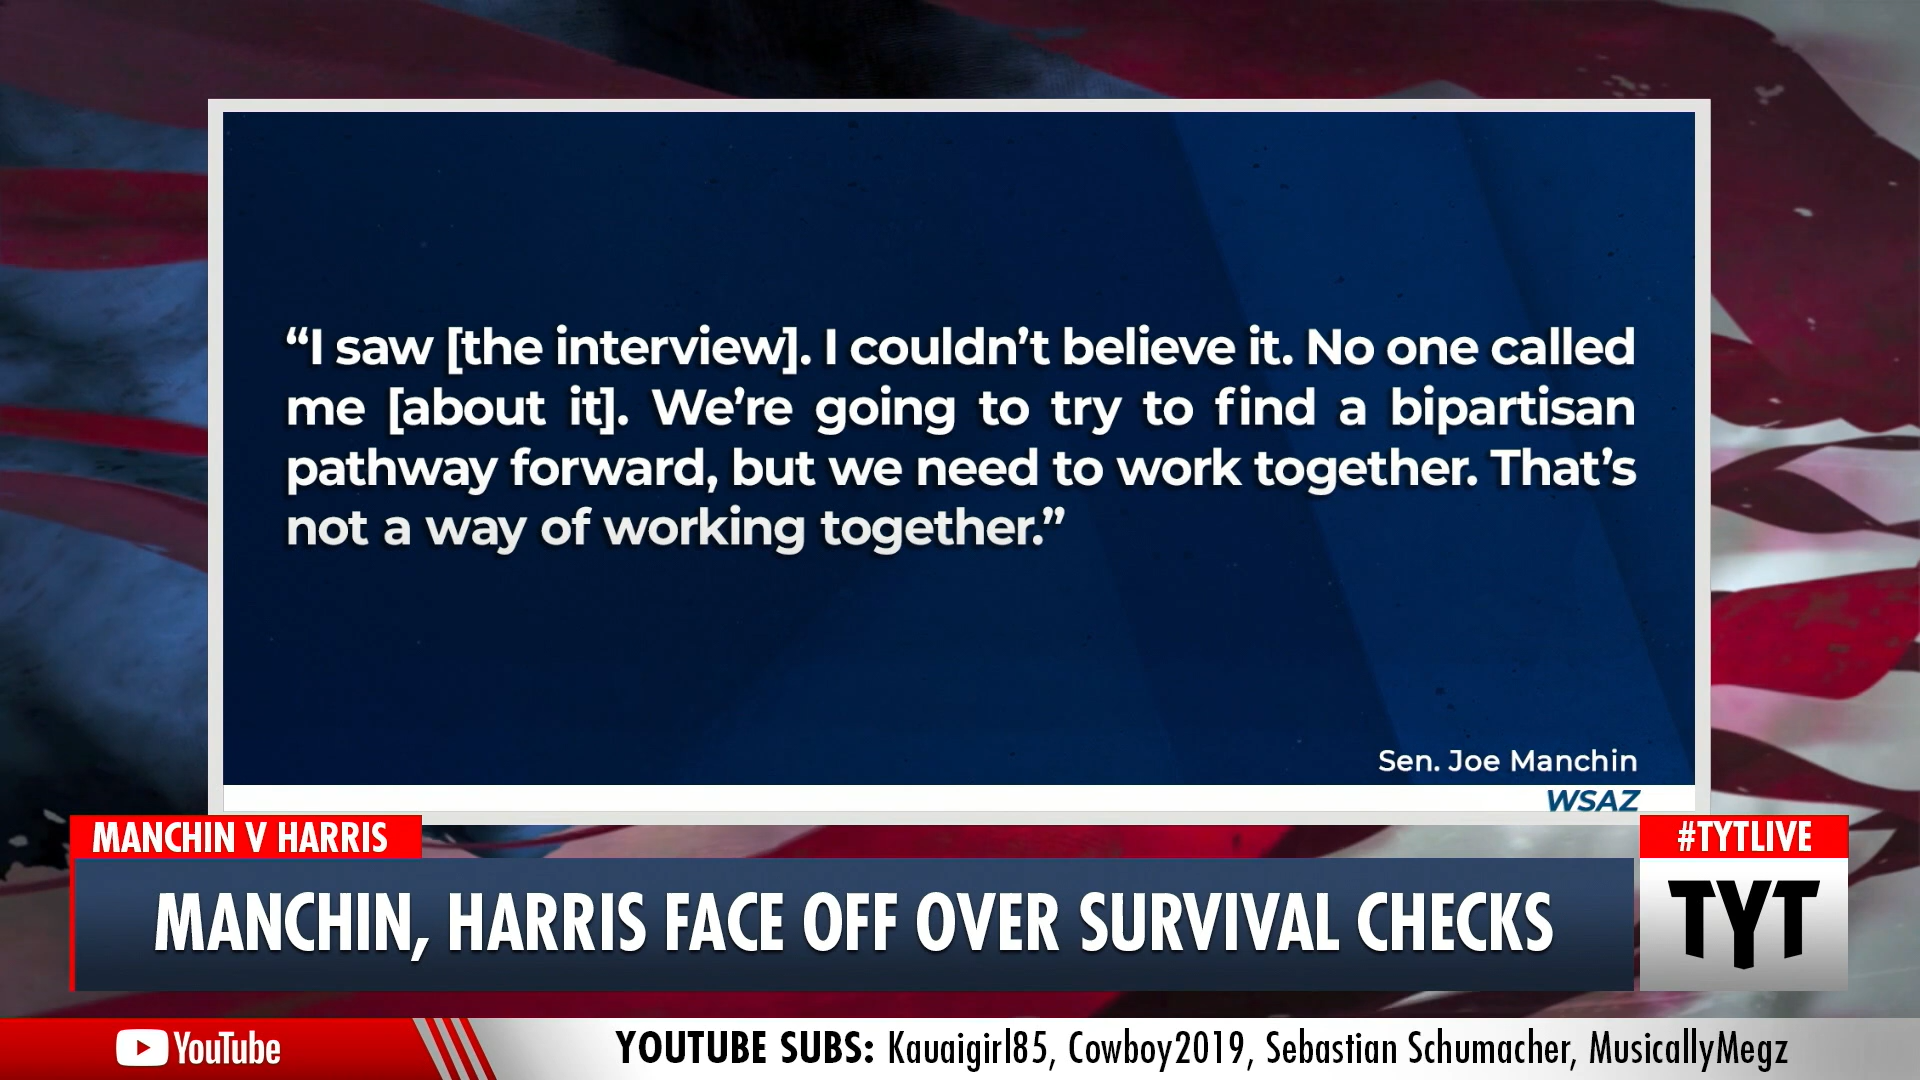 “I saw [the interview]. I couldn’t believe it. No one called
me [about it]. We’re going to try to find a bipartisan
pathway forward, but we need to work together. That’s
not a way of working together.”
Sen. Joe Manchin
WSAZ
MANCHIN V HARRIS
#TYTLIVE
MANCHIN, HARRIS FACE OFF OVER SURVIVAL CHECKS
TYT
YouTube
YOUTUBE SUBS: Kauaigirl85, Cowboy2019, Sebastian Schumacher, MusicallyMegz